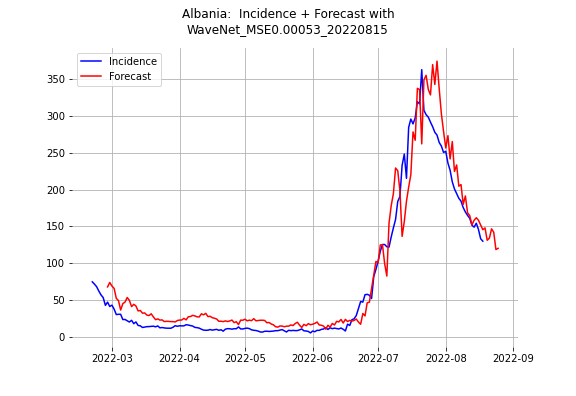 Albania:  Incidence + Forecast with
WaveNet_MSE0.00053_20220815
Incidence
Forecast
350
300
250
200
150
100
50
0
2022-03 2022-04 2022-05 2022-06 2022-07 2022-08 2022-09